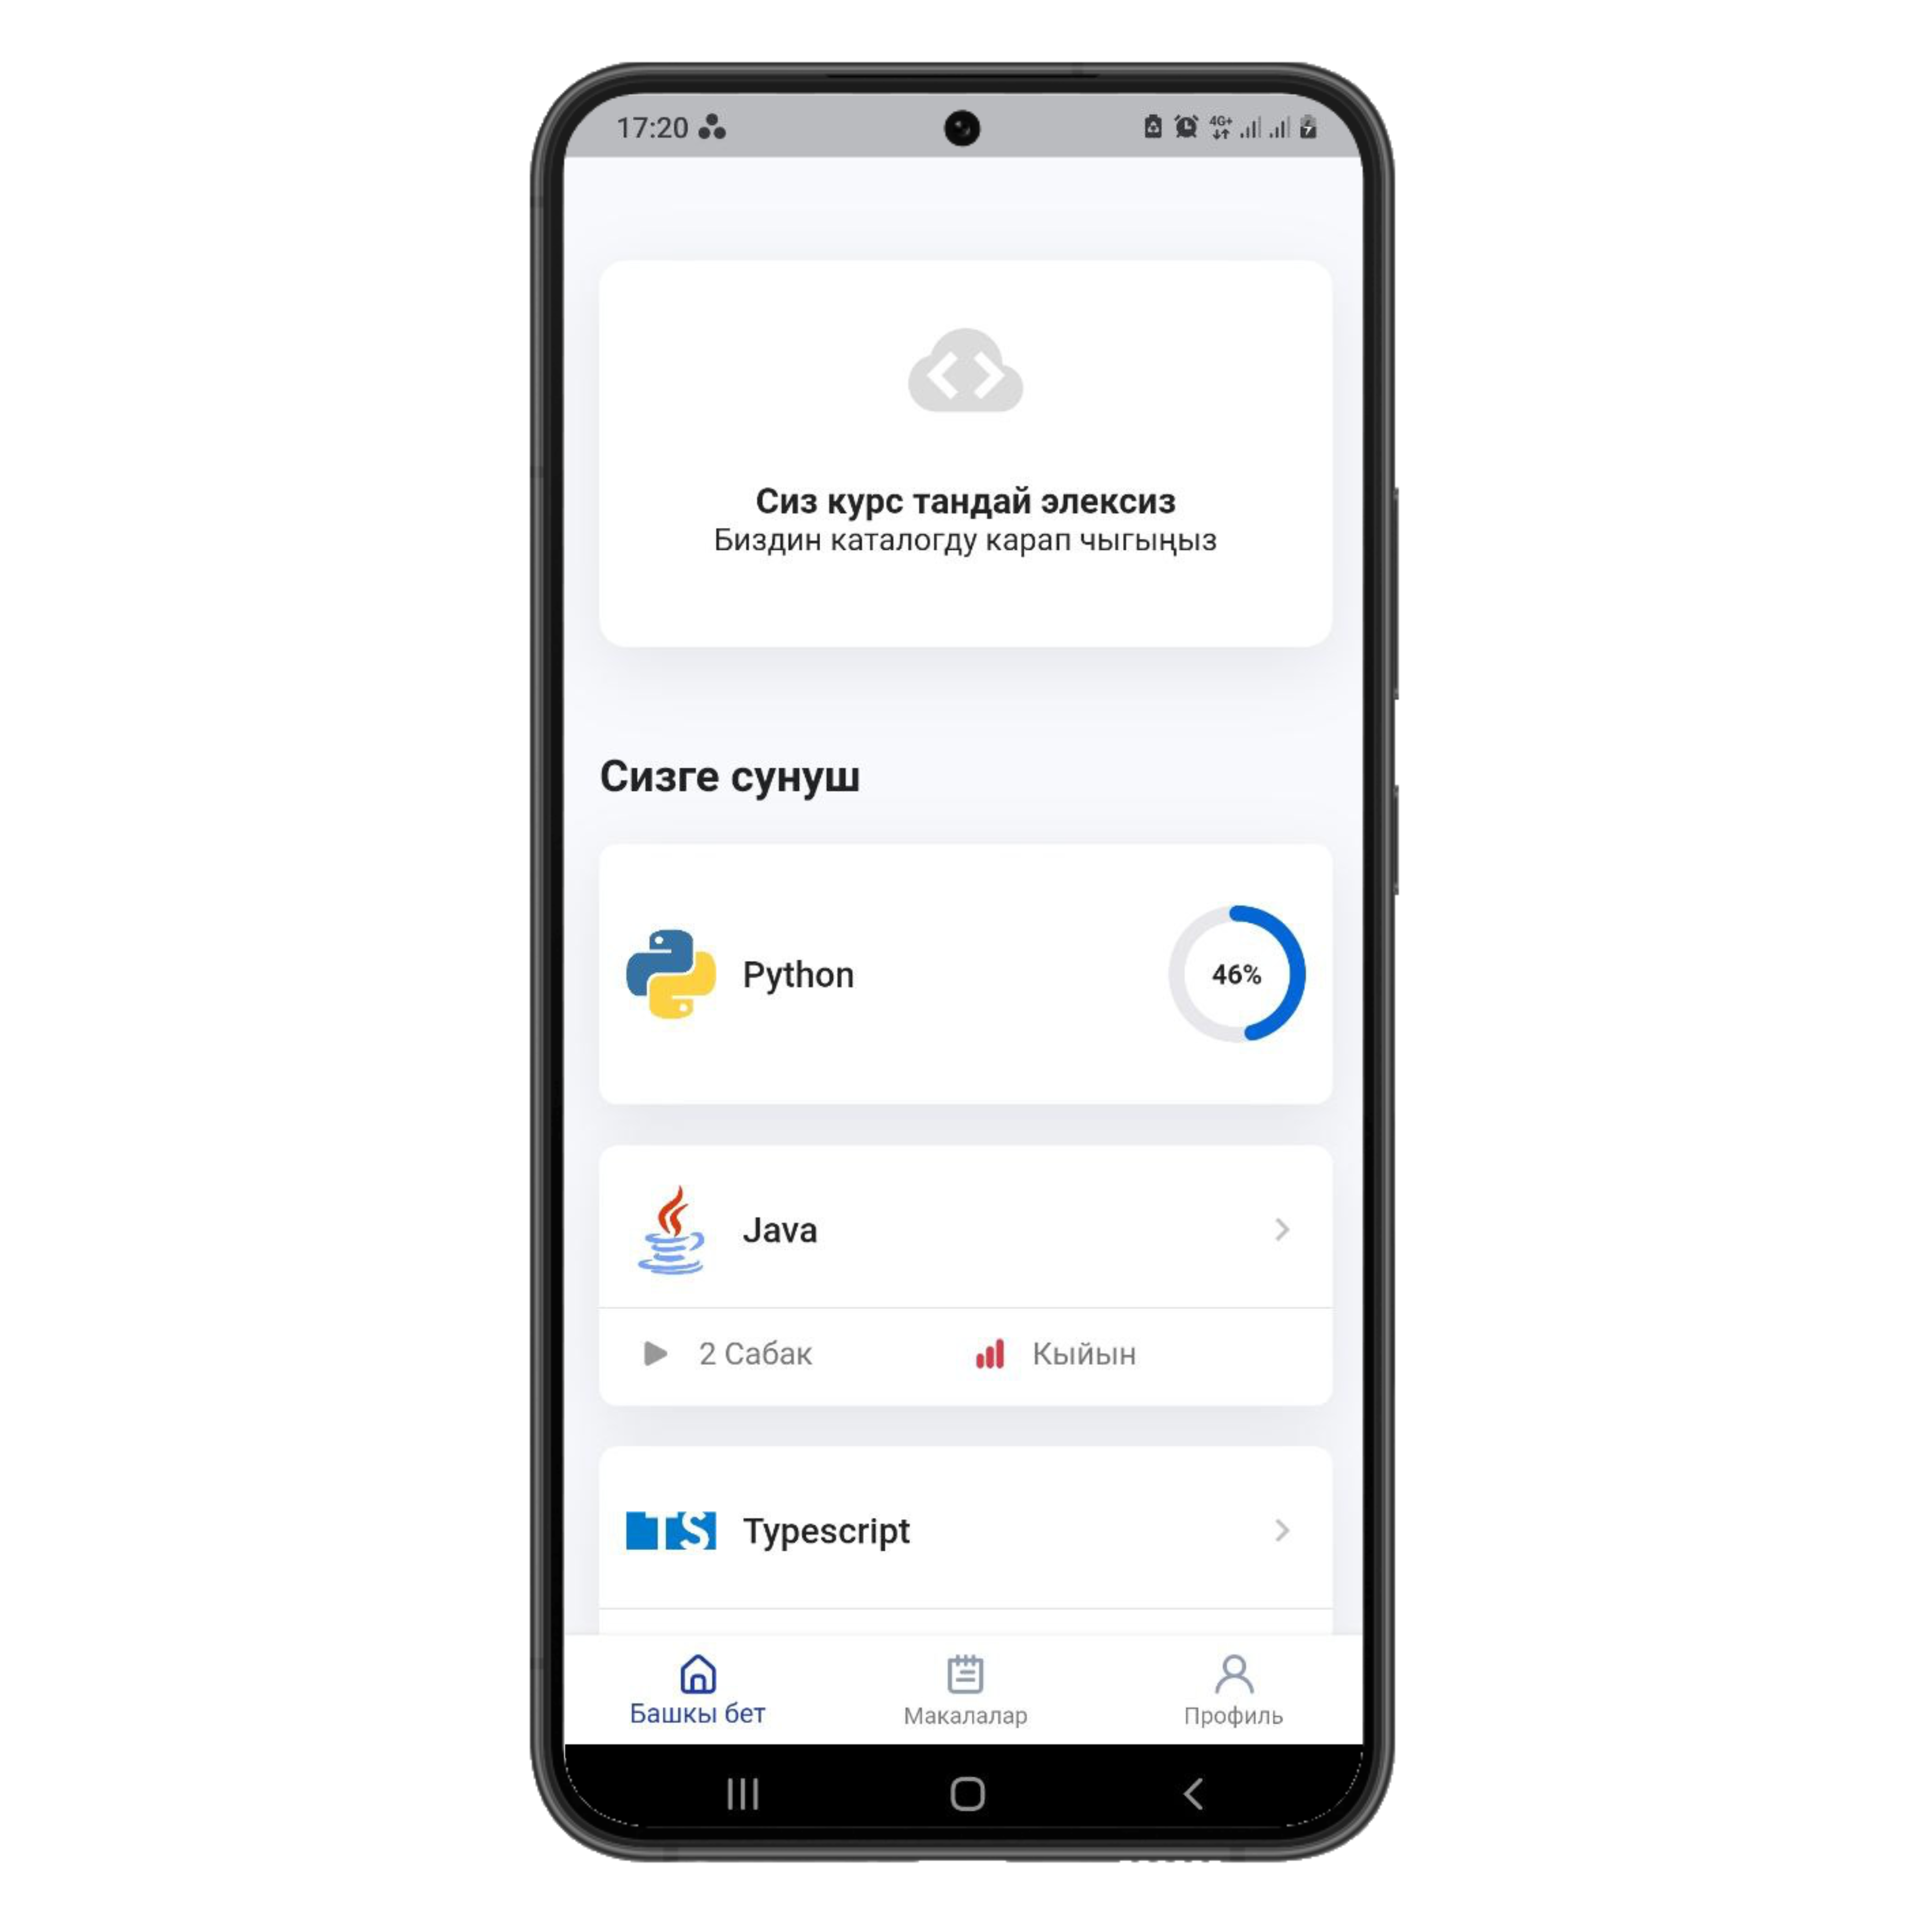 17:20
4G+
Сиз курс тандай элексиз
Биздин каталогду карап чыгыңыз
Сизге сунуш
Python
46%
Java
2 Сабак
Кыйын
TS
Typescript
Башкы бет
Макалалар
Профиль